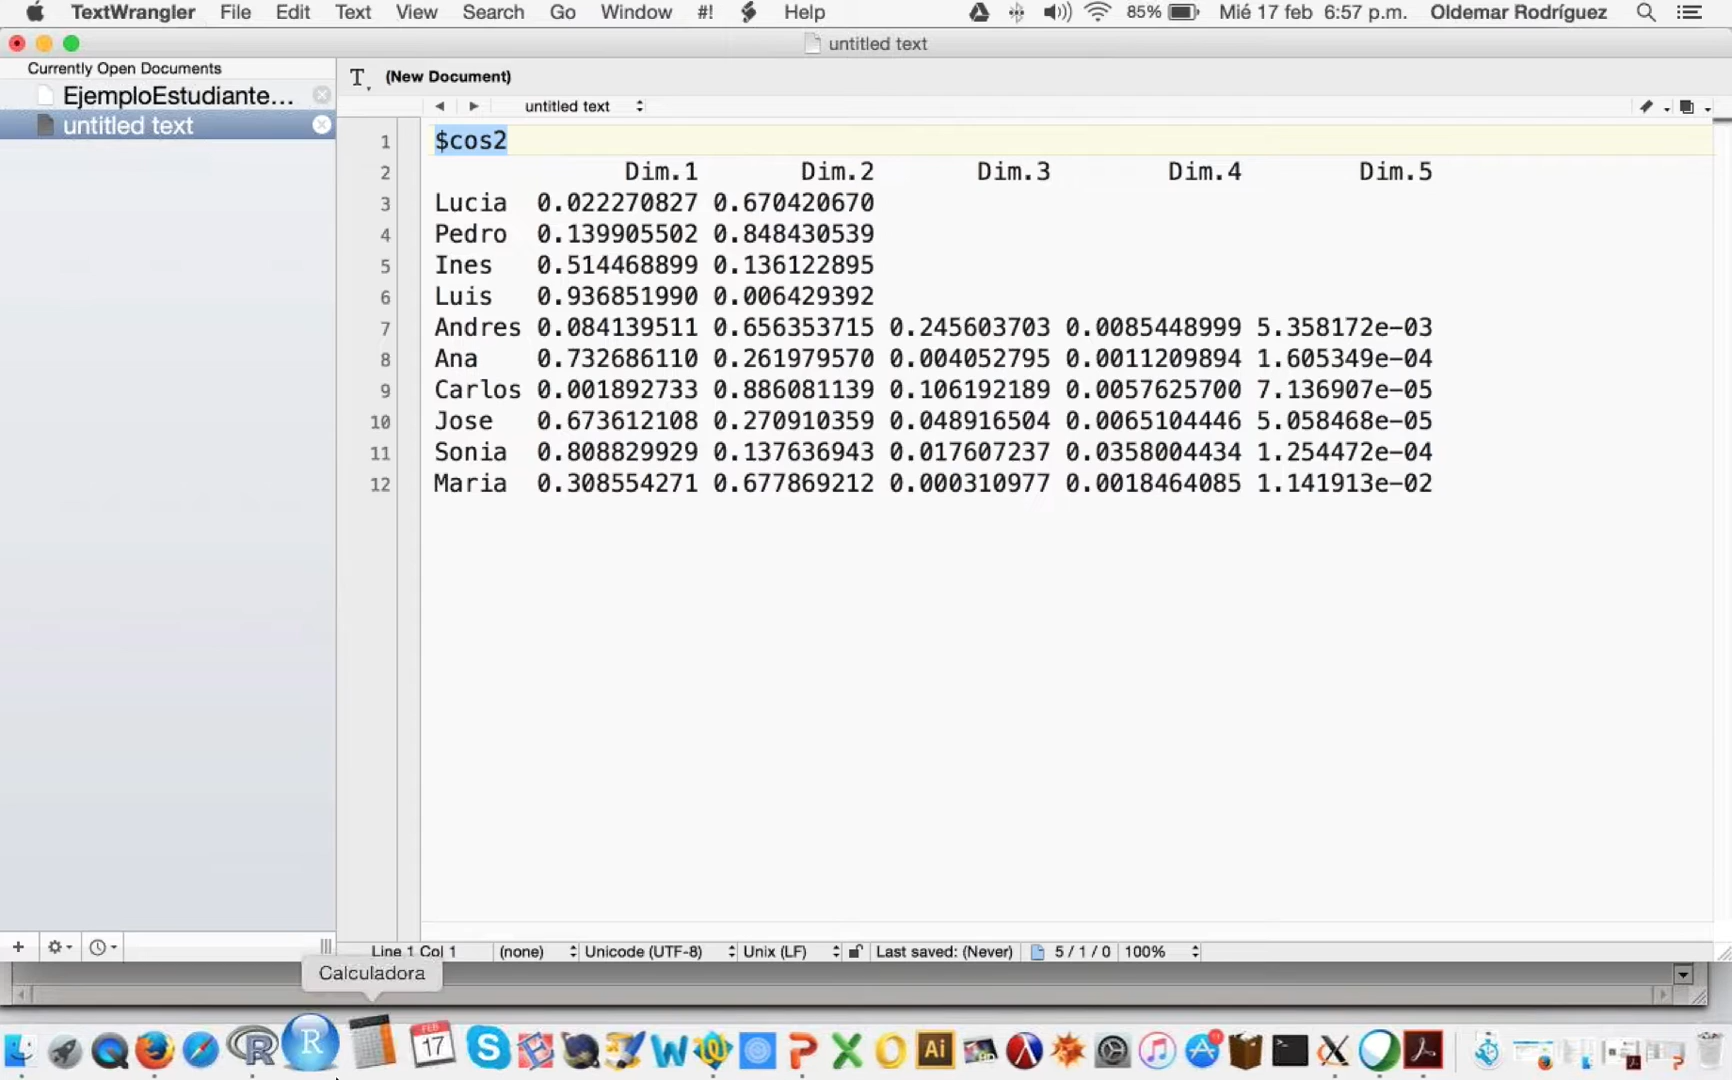 TextWrangler File Edit Text View Search Go Window #! Help 85% Mié 17 feb 6:57 p.m. Oldemar Rodríguez
untitled text
Currently Open Documents
EjemploEstudiante...
untitled text
(New Document)
untitled text
1 $cos2
2 Dim.1 Dim.2 Dim.3 Dim.4 Dim.5
3 Lucia 0.022270827 0.670420670
4 Pedro 0.139905502 0.848430539
5 Ines 0.514468899 0.136122895
6 Luis 0.936851990 0.006429392
7 Andres 0.084139511 0.656353715 0.245603703 0.0085448999 5.358172e-03
8 Ana 0.732686110 0.261979570 0.004052795 0.0011209894 1.605349e-04
9 Carlos 0.001892733 0.886081139 0.106192189 0.0057625700 7.136907e-05
10 Jose 0.673612108 0.270910359 0.048916504 0.0065104446 5.058468e-05
11 Sonia 0.808829929 0.137636943 0.017607237 0.0358004434 1.254472e-04
12 Maria 0.308554271 0.677869212 0.000310977 0.0018464085 1.141913e-02
Line 1 Col 1 (none) Unicode (UTF-8) Unix (LF) Last saved: (Never) 5 / 1 / 0 100%
Calculadora
FEB
17
Ai